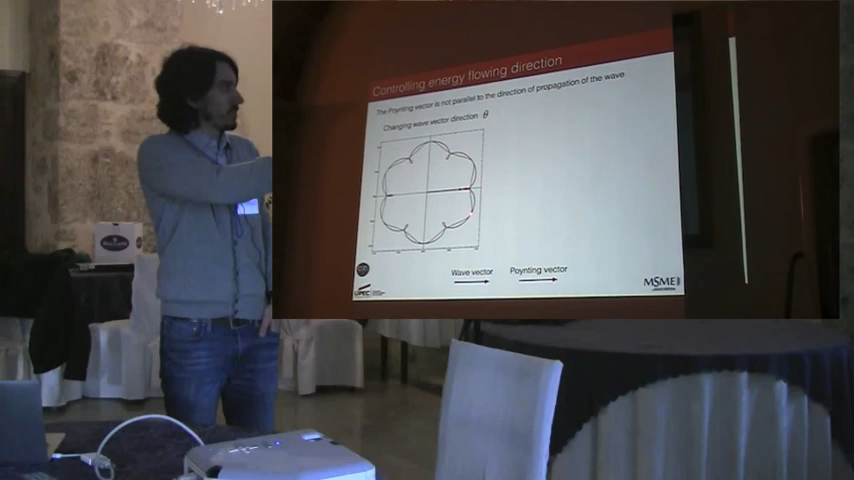 Controlling energy flowing direction
The Poynting vector is not parallel to the direction of propagation of the wave
Changing wave vector direction θ
Wave vector
Poynting vector
UPEC
MSME